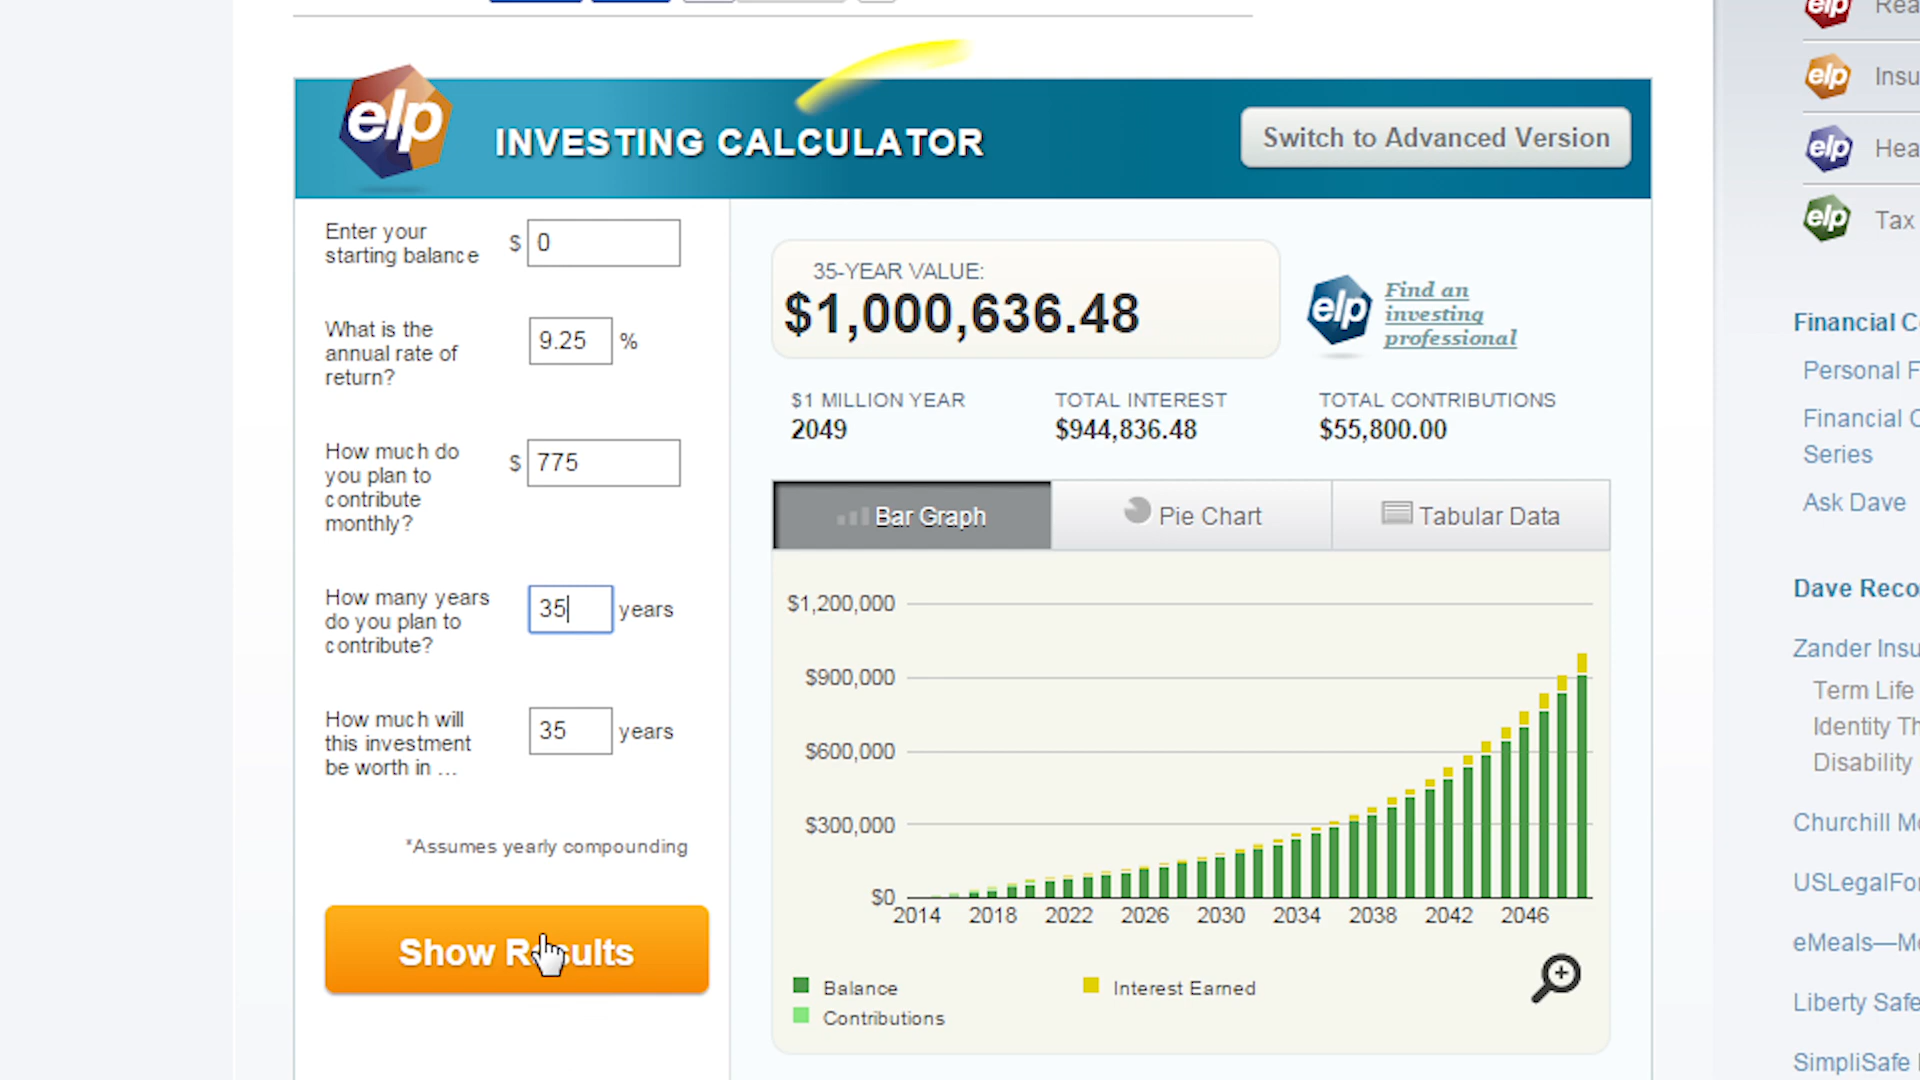 elp
INVESTING CALCULATOR
Switch to Advanced Version
Enter your
starting balance
$ 0
What is the
annual rate of
return?
9.25 %
How much do
you plan to
contribute
monthly?
$ 775
How many years
do you plan to
contribute?
35 years
How much will
this investment
be worth in ...
35 years
*Assumes yearly compounding
Show Results
35-YEAR VALUE:
$1,000,636.48
elp
Find an
investing
professional
$1 MILLION YEAR
2049
TOTAL INTEREST
$944,836.48
TOTAL CONTRIBUTIONS
$55,800.00
Bar Graph
Pie Chart
Tabular Data
$1,200,000
$900,000
$600,000
$300,000
$0
2014 2018 2022 2026 2030 2034 2038 2042 2046
Balance
Interest Earned
Contributions
elp Rea
elp Insu
elp Hea
elp Tax
Financial C
Personal F
Financial C
Series
Ask Dave
Dave Reco
Zander Insu
Term Life
Identity Th
Disability
Churchill Mo
USLegalFor
eMeals—Me
Liberty Safe
SimpliSafe